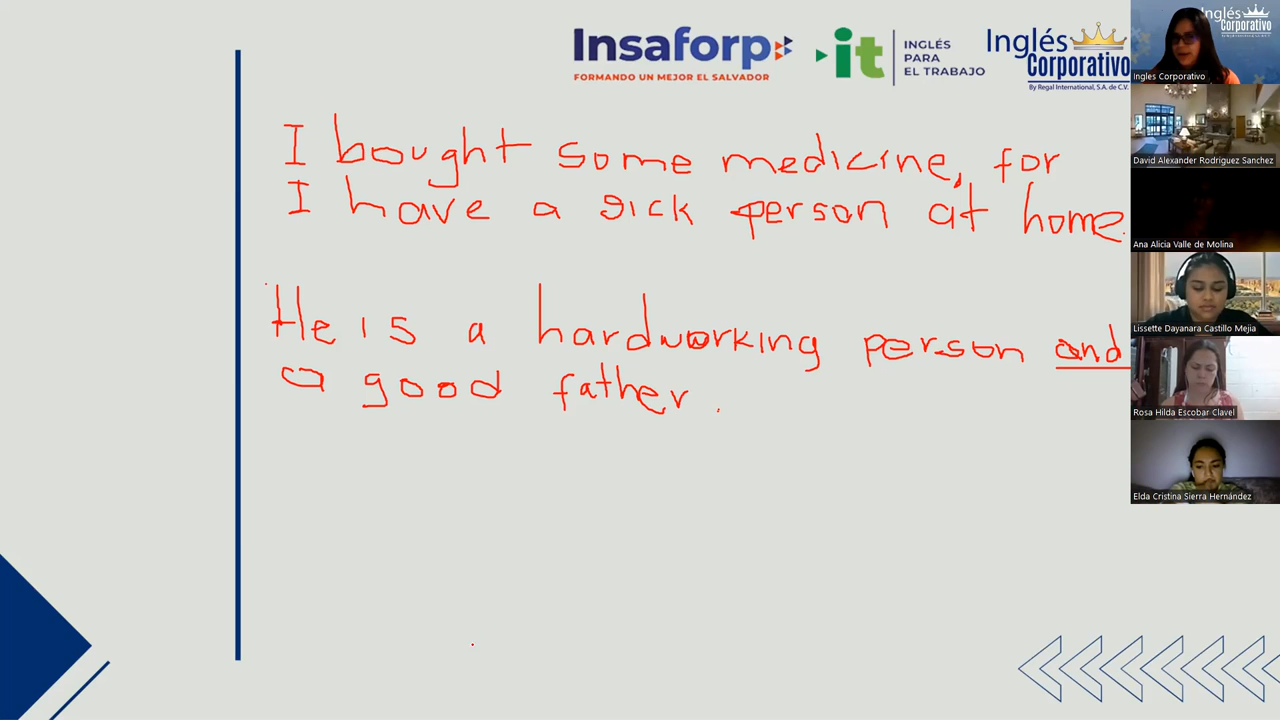 Insaforp
FORMANDO UN MEJOR EL SALVADOR
it
INGLÉS
PARA
EL TRABAJO
Inglés
Corporativo
By Regal International, S.A. de C.V.
I bought some medicine, for
I have a sick person at home.
He is a hardworking person and
a good father.
Inglés
Corporativo
Ingles Corporativo
David Alexander Rodriguez Sanchez
Ana Alicia Valle de Molina
Lissette Dayanara Castillo Mejia
Rosa Hilda Escobar Clavel
Elda Cristina Sierra Hernández